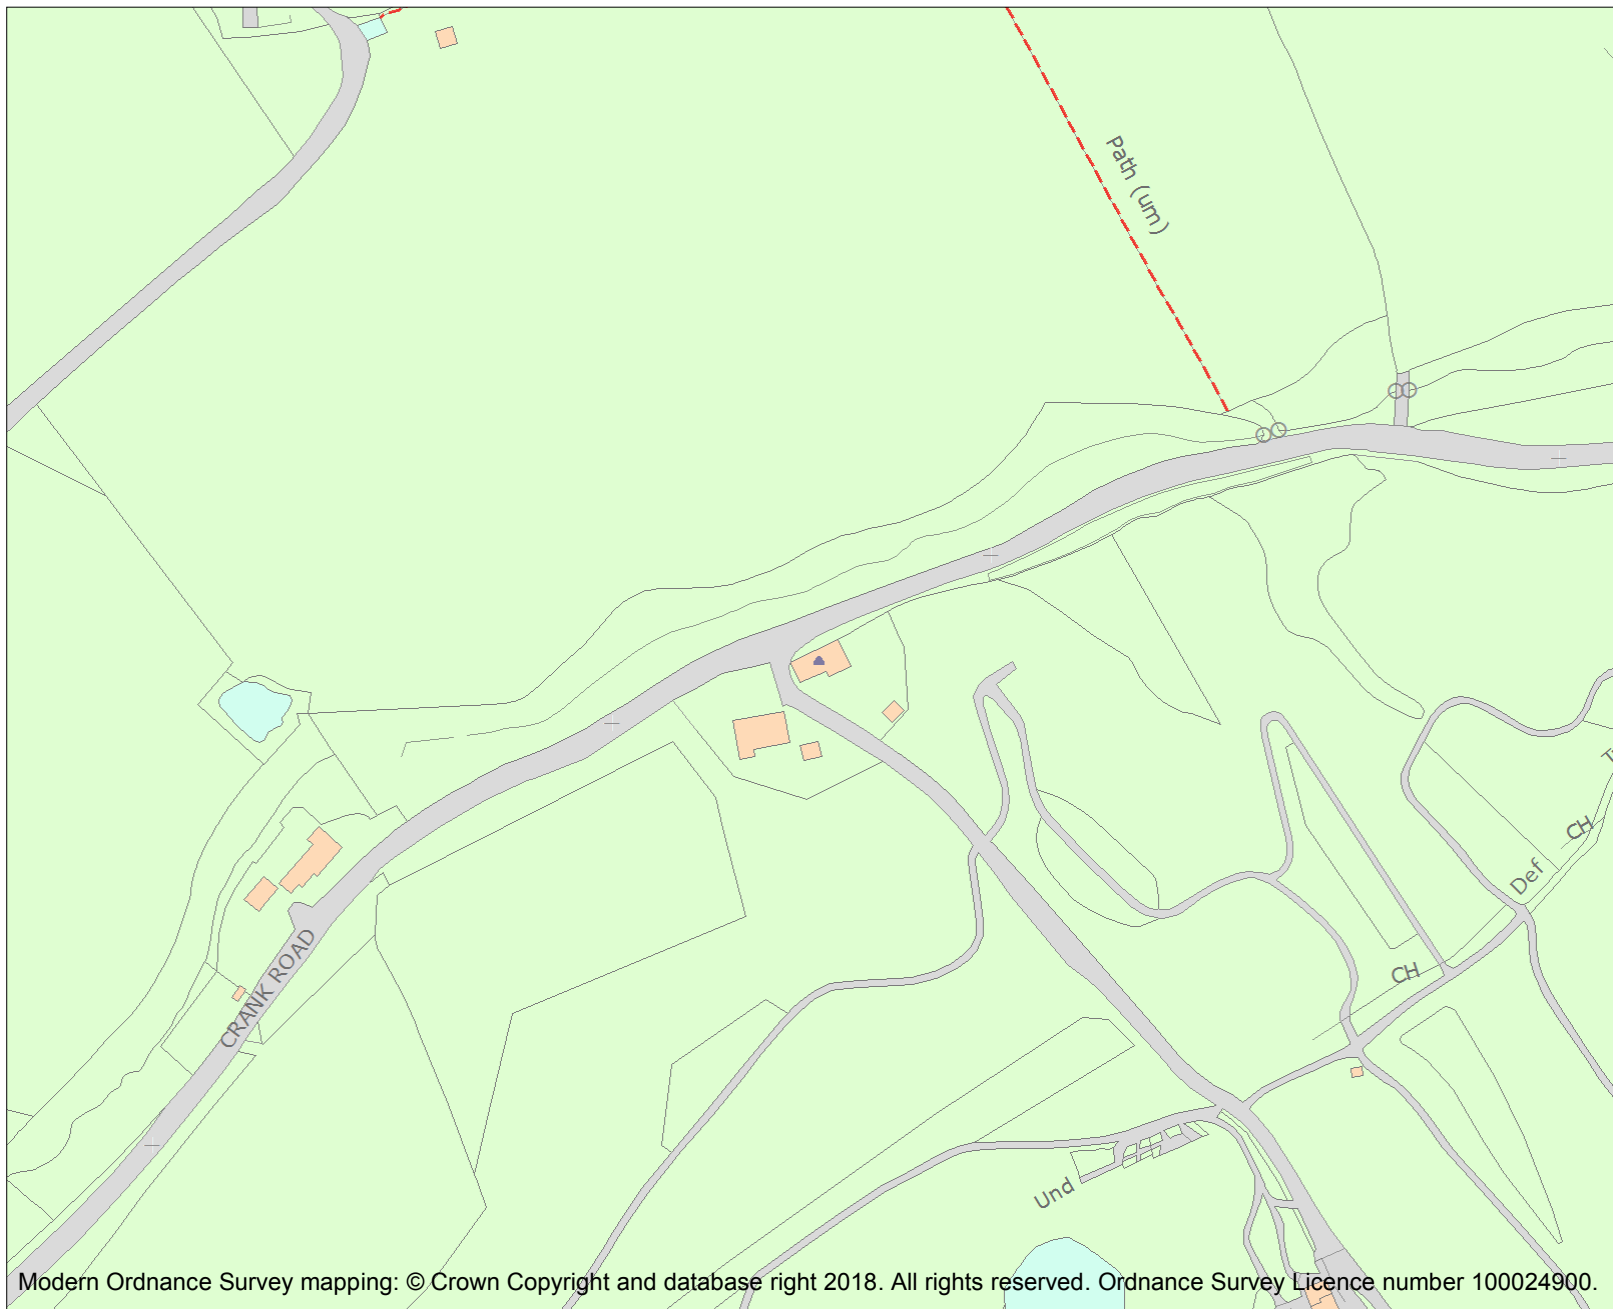 Path (um)
CH
Def
CH
CRANK ROAD
Und
Modern Ordnance Survey mapping: © Crown Copyright and database right 2018. All rights reserved. Ordnance Survey Licence number 100024900.